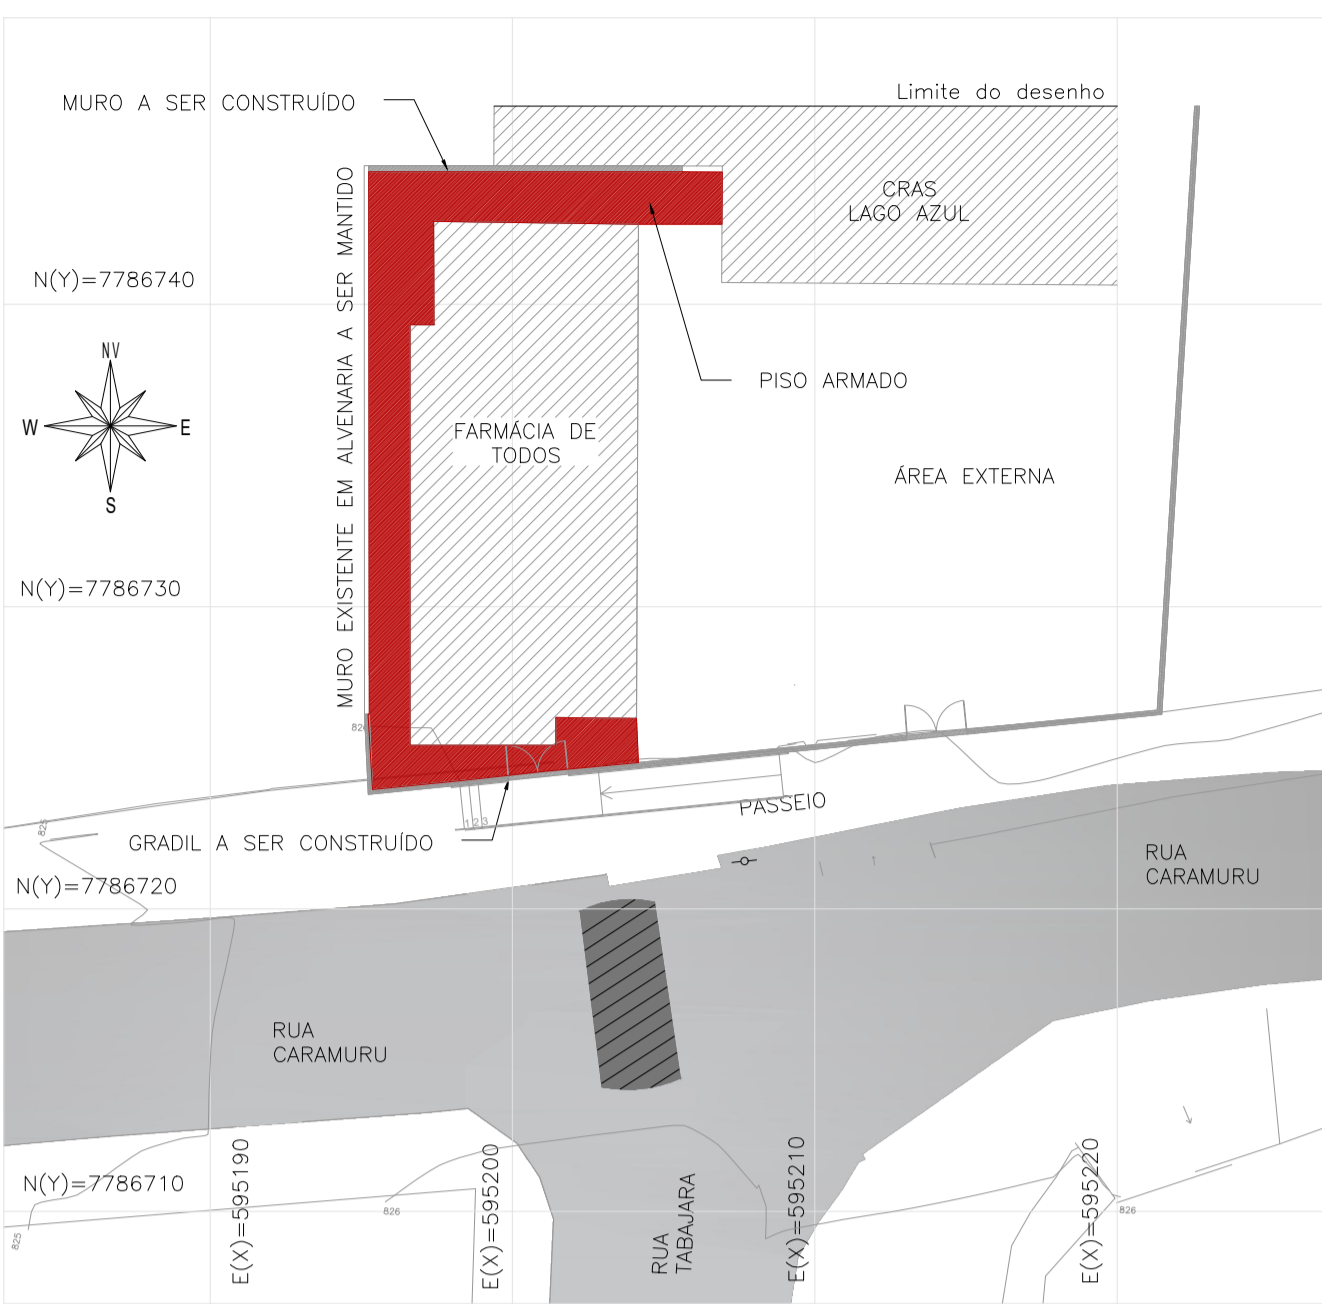 Limite do desenho
MURO A SER CONSTRUÍDO
MURO EXISTENTE EM ALVENARIA A SER MANTIDO
CRAS
LAGO AZUL
N(Y)=7786740
NV
W
E
S
PISO ARMADO
FARMÁCIA DE
TODOS
ÁREA EXTERNA
N(Y)=7786730
826
PASSEIO
1 2 3
825
GRADIL A SER CONSTRUÍDO
RUA
CARAMURU
N(Y)=7786720
RUA
CARAMURU
N(Y)=7786710
E(X)=595190
E(X)=595200
E(X)=595210
E(X)=595220
RUA
TABAJARA
826
826
825